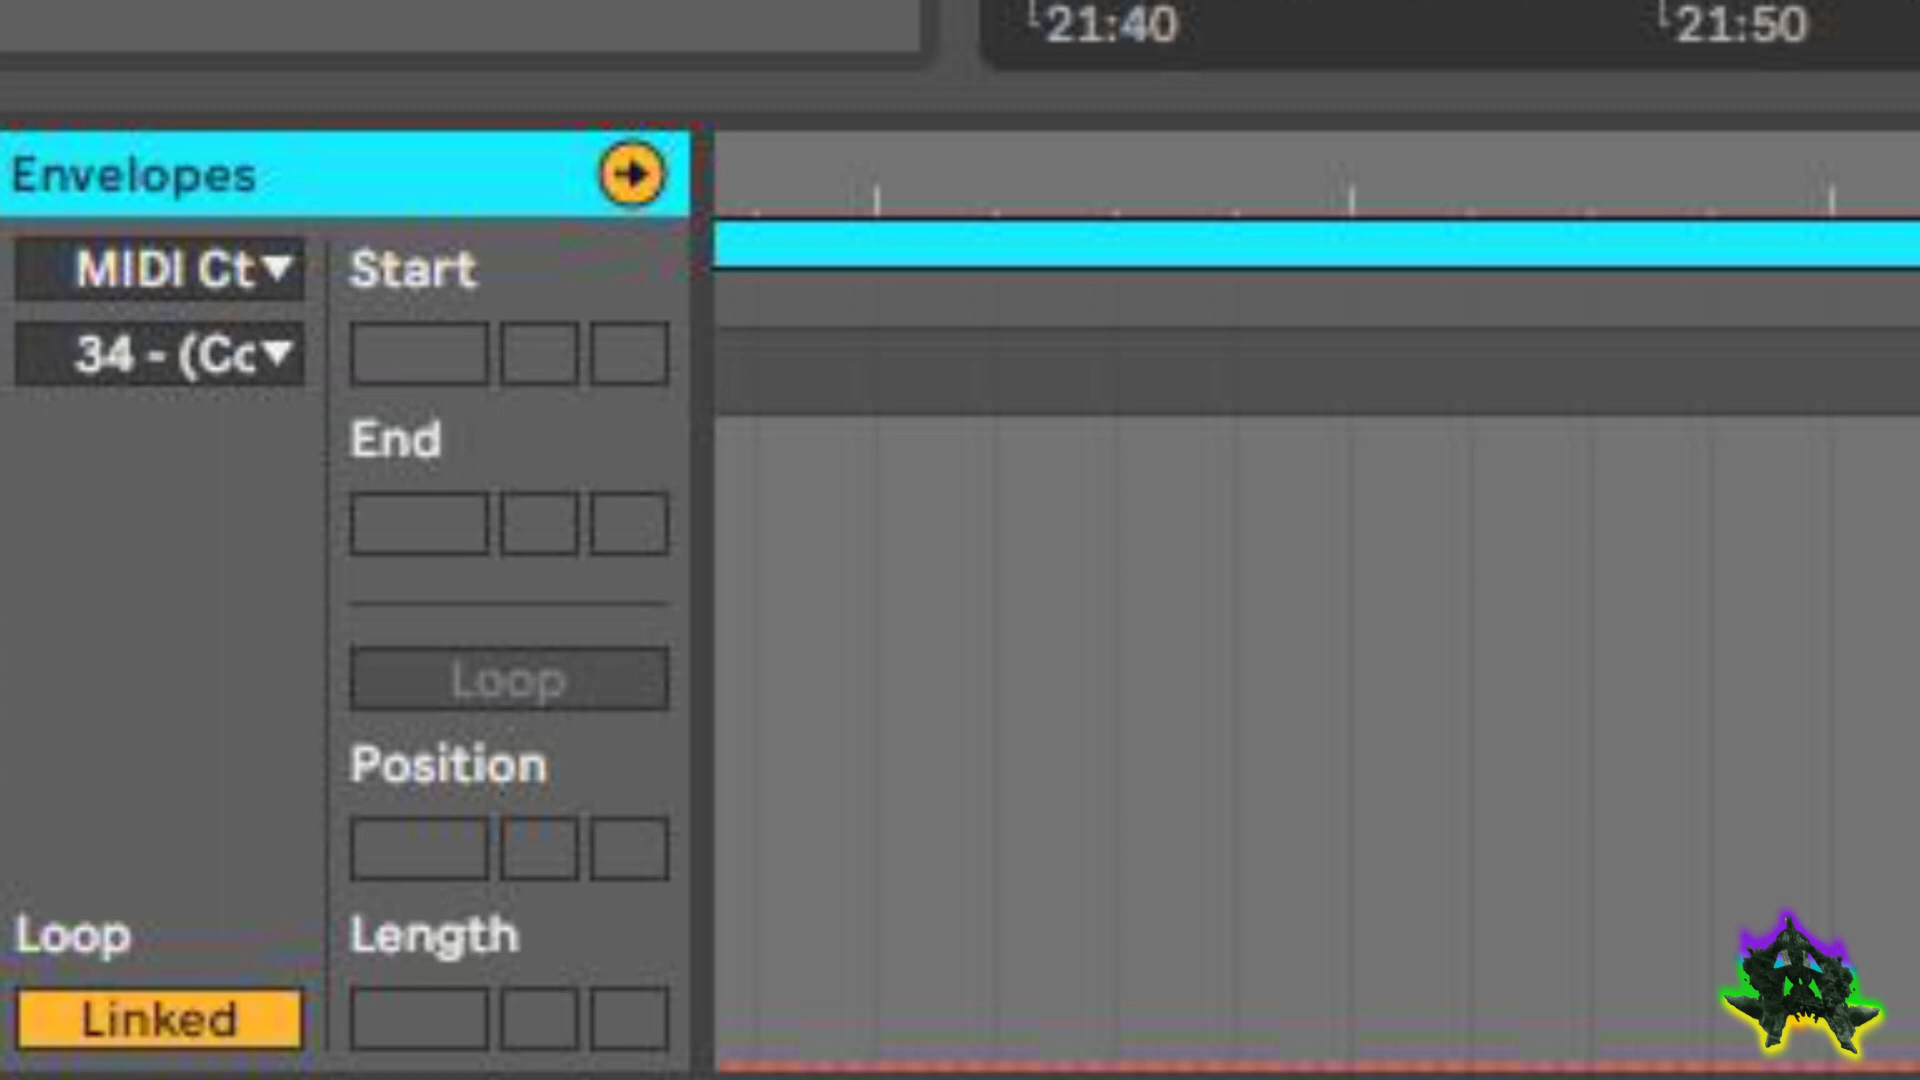 21:40 21:50
Envelopes
MIDI Ct
Start
34 - (Cc
End
Loop
Position
Loop
Length
Linked